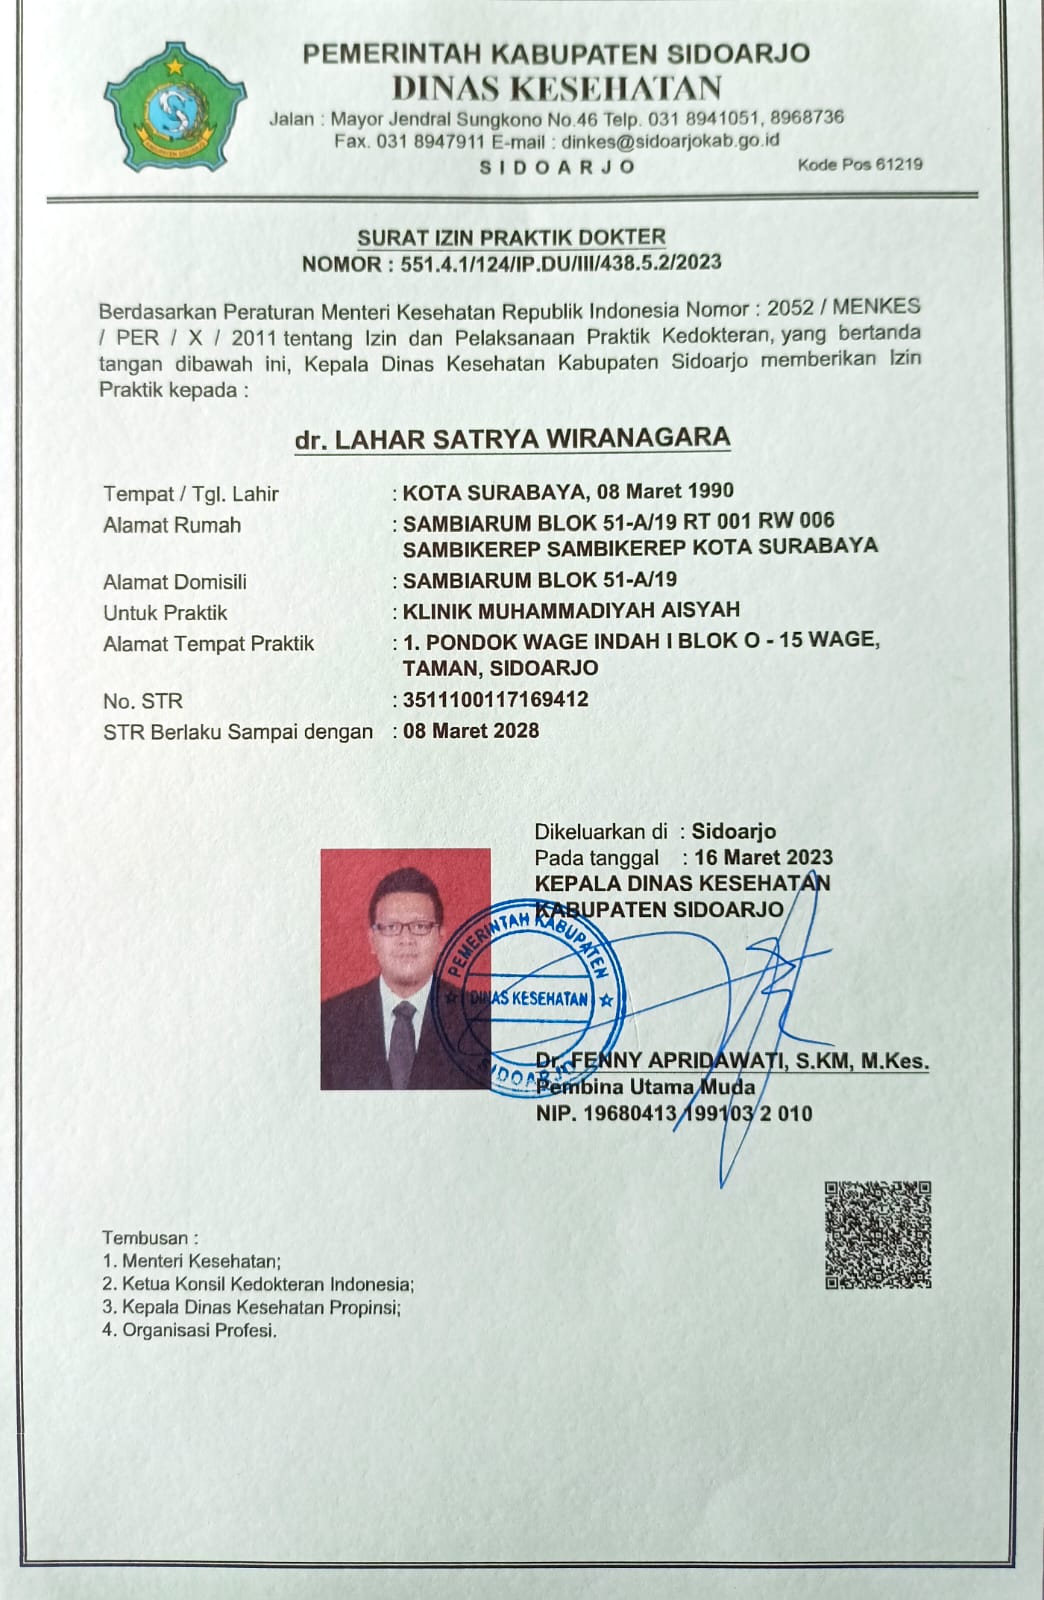 PEMERINTAH KABUPATEN SIDOARJO
DINAS KESEHATAN
Jalan : Mayor Jendral Sungkono No.46 Telp. 031 8941051, 8968736
Fax. 031 8947911 E-mail : dinkes@sidoarjokab.go.id
SIDOARJO
Kode Pos 61219
SURAT IZIN PRAKTIK DOKTER
NOMOR : 551.4.1/124/IP.DU/III/438.5.2/2023
Berdasarkan Peraturan Menteri Kesehatan Republik Indonesia Nomor : 2052 / MENKES
/ PER / X / 2011 tentang Izin dan Pelaksanaan Praktik Kedokteran, yang bertanda
tangan dibawah ini, Kepala Dinas Kesehatan Kabupaten Sidoarjo memberikan Izin
Praktik kepada :
dr. LAHAR SATRYA WIRANAGARA
Tempat / Tgl. Lahir : KOTA SURABAYA, 08 Maret 1990
Alamat Rumah : SAMBIARUM BLOK 51-A/19 RT 001 RW 006
SAMBIKEREP SAMBIKEREP KOTA SURABAYA
Alamat Domisili : SAMBIARUM BLOK 51-A/19
Untuk Praktik : KLINIK MUHAMMADIYAH AISYAH
Alamat Tempat Praktik : 1. PONDOK WAGE INDAH I BLOK O - 15 WAGE,
TAMAN, SIDOARJO
No. STR : 3511100117169412
STR Berlaku Sampai dengan : 08 Maret 2028
Dikeluarkan di : Sidoarjo
Pada tanggal : 16 Maret 2023
KEPALA DINAS KESEHATAN
KABUPATEN SIDOARJO
PEMERINTAH KABUPATEN
DINAS KESEHATAN
SIDOARJO
Dr. FENNY APRIDAWATI, S.KM, M.Kes.
Pembina Utama Muda
NIP. 19680413 199103 2 010
Tembusan :
1. Menteri Kesehatan;
2. Ketua Konsil Kedokteran Indonesia;
3. Kepala Dinas Kesehatan Propinsi;
4. Organisasi Profesi.